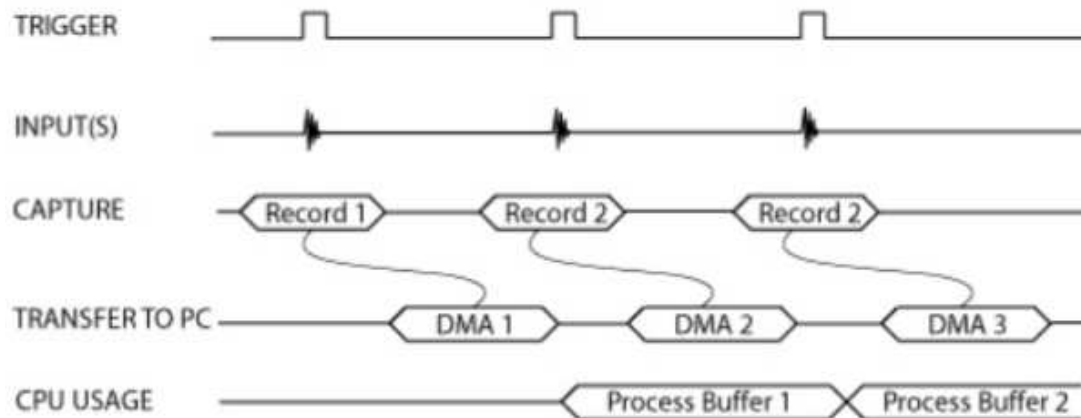 TRIGGER
INPUT(S)
CAPTURE Record 1 Record 2 Record 2
TRANSFER TO PC DMA 1 DMA 2 DMA 3
CPU USAGE Process Buffer 1 Process Buffer 2